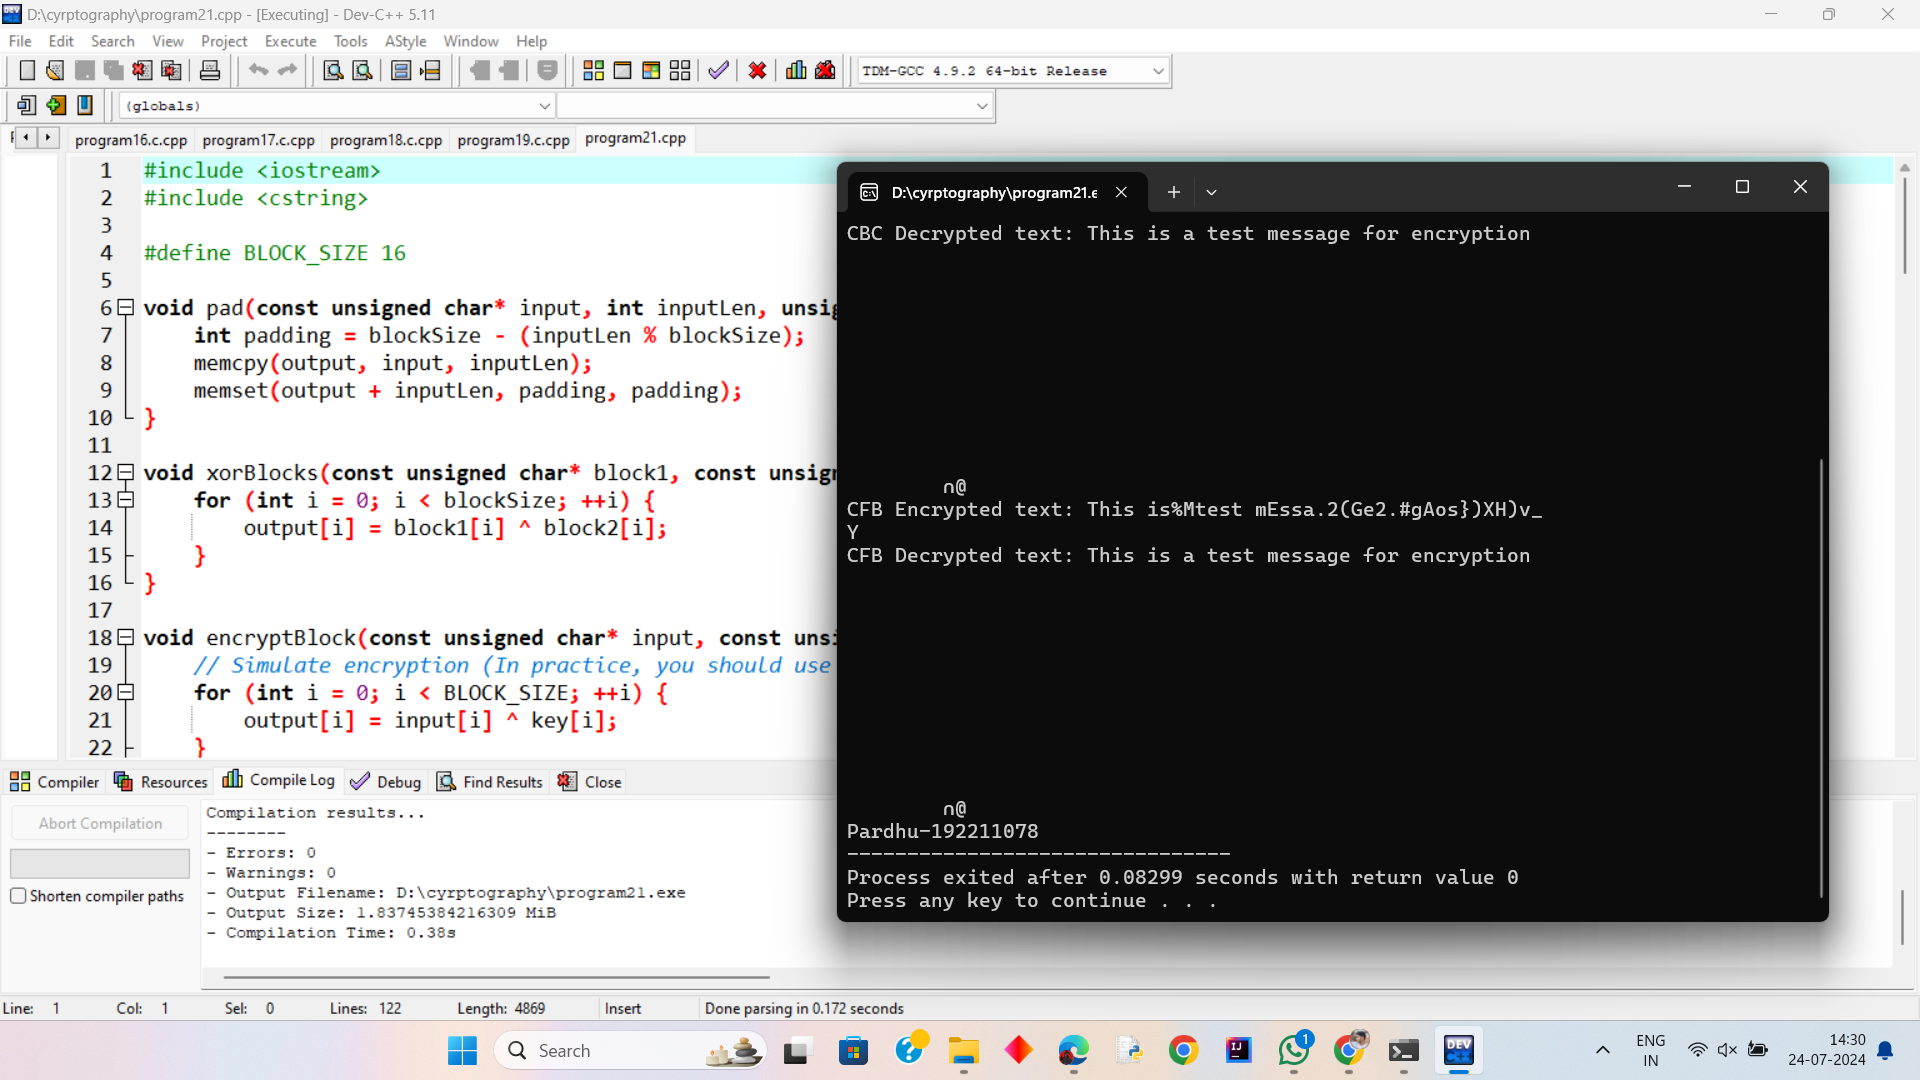 D:\cyrptography\program21.cpp - [Executing] - Dev-C++ 5.11
File Edit Search View Project Execute Tools AStyle Window Help
TDM-GCC 4.9.2 64-bit Release
(globals)
program16.c.cpp program17.c.cpp program18.c.cpp program19.c.cpp program21.cpp
1 #include <iostream>
2 #include <cstring>
3
4 #define BLOCK_SIZE 16
5
6 void pad(const unsigned char* input, int inputLen, unsig
7 int padding = blockSize - (inputLen % blockSize);
8 memcpy(output, input, inputLen);
9 memset(output + inputLen, padding, padding);
10 }
11
12 void xorBlocks(const unsigned char* block1, const unsign
13 for (int i = 0; i < blockSize; ++i) {
14 output[i] = block1[i] ^ block2[i];
15 }
16 }
17
18 void encryptBlock(const unsigned char* input, const unsi
19 // Simulate encryption (In practice, you should use
20 for (int i = 0; i < BLOCK_SIZE; ++i) {
21 output[i] = input[i] ^ key[i];
22 }
D:\cyrptography\program21.e
CBC Decrypted text: This is a test message for encryption
n@
CFB Encrypted text: This is%Mtest mEssa.2(Ge2.#gAos})XH)v_
Y
CFB Decrypted text: This is a test message for encryption
n@
Pardhu-192211078
--------------------------------
Process exited after 0.08299 seconds with return value 0
Press any key to continue . . .
Compiler Resources Compile Log Debug Find Results Close
Abort Compilation
Shorten compiler paths
Compilation results...
--------
- Errors: 0
- Warnings: 0
- Output Filename: D:\cyrptography\program21.exe
- Output Size: 1.83745384216309 MiB
- Compilation Time: 0.38s
Line: 1 Col: 1 Sel: 0 Lines: 122 Length: 4869 Insert Done parsing in 0.172 seconds
Search
1
ENG
IN
14:30
24-07-2024